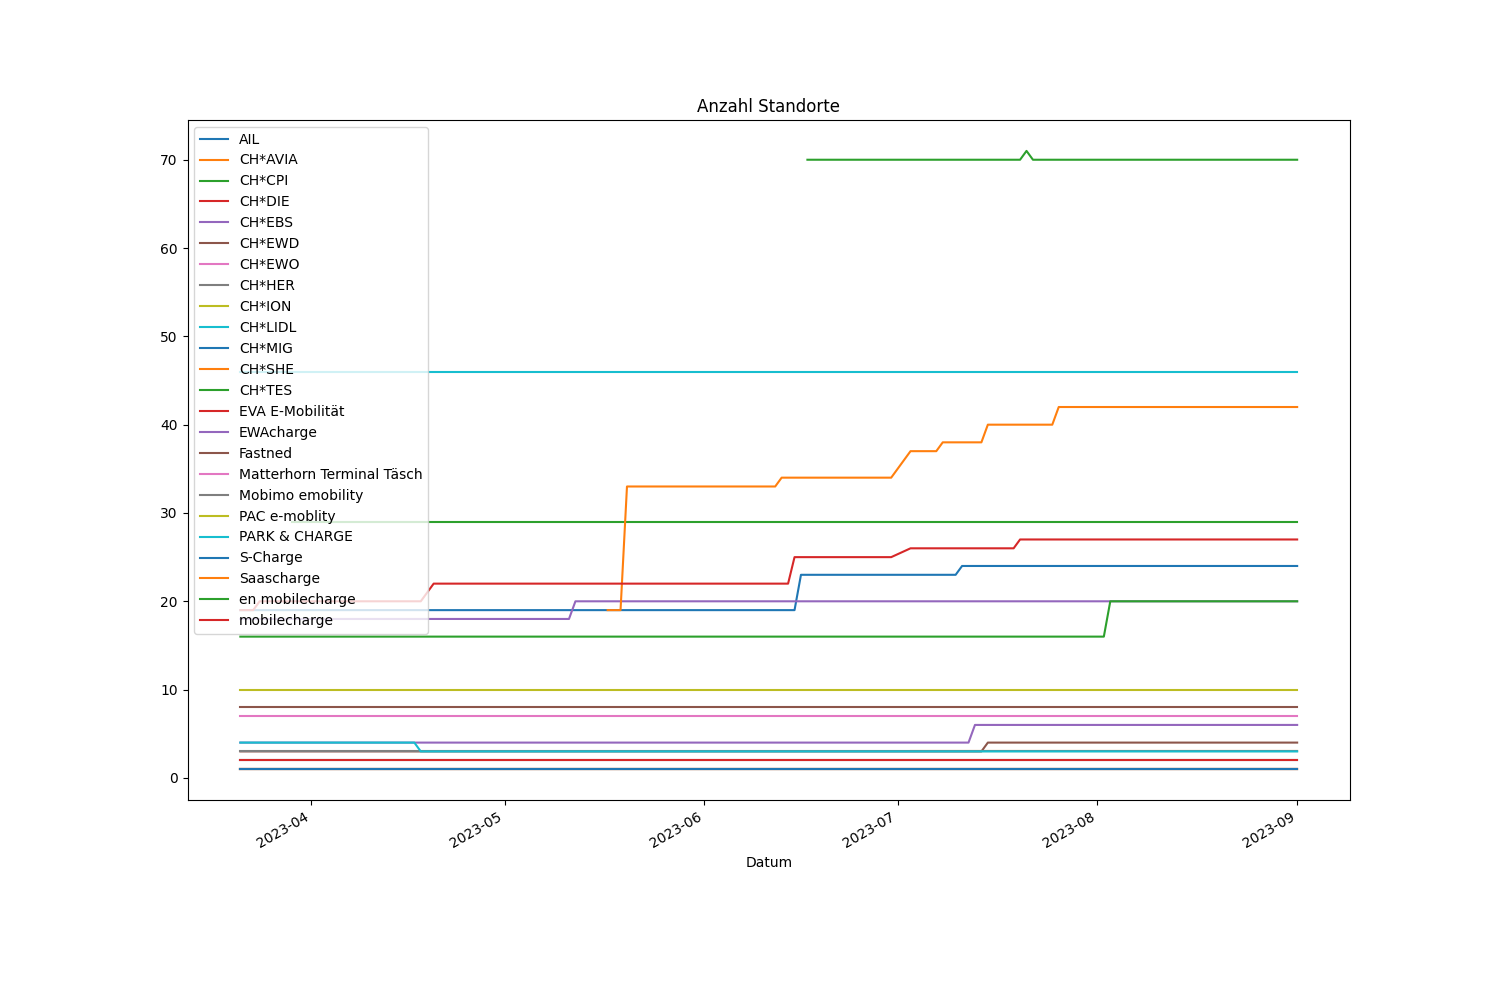 Anzahl Standorte
70
60
50
40
30
20
10
0
AIL
CH*AVIA
CH*CPI
CH*DIE
CH*EBS
CH*EWD
CH*EWO
CH*HER
CH*ION
CH*LIDL
CH*MIG
CH*SHE
CH*TES
EVA E-Mobilität
EWAcharge
Fastned
Matterhorn Terminal Täsch
Mobimo emobility
PAC e-moblity
PARK & CHARGE
S-Charge
Saascharge
en mobilecharge
mobilecharge
2023-04
2023-05
2023-06
2023-07
2023-08
2023-09
Datum